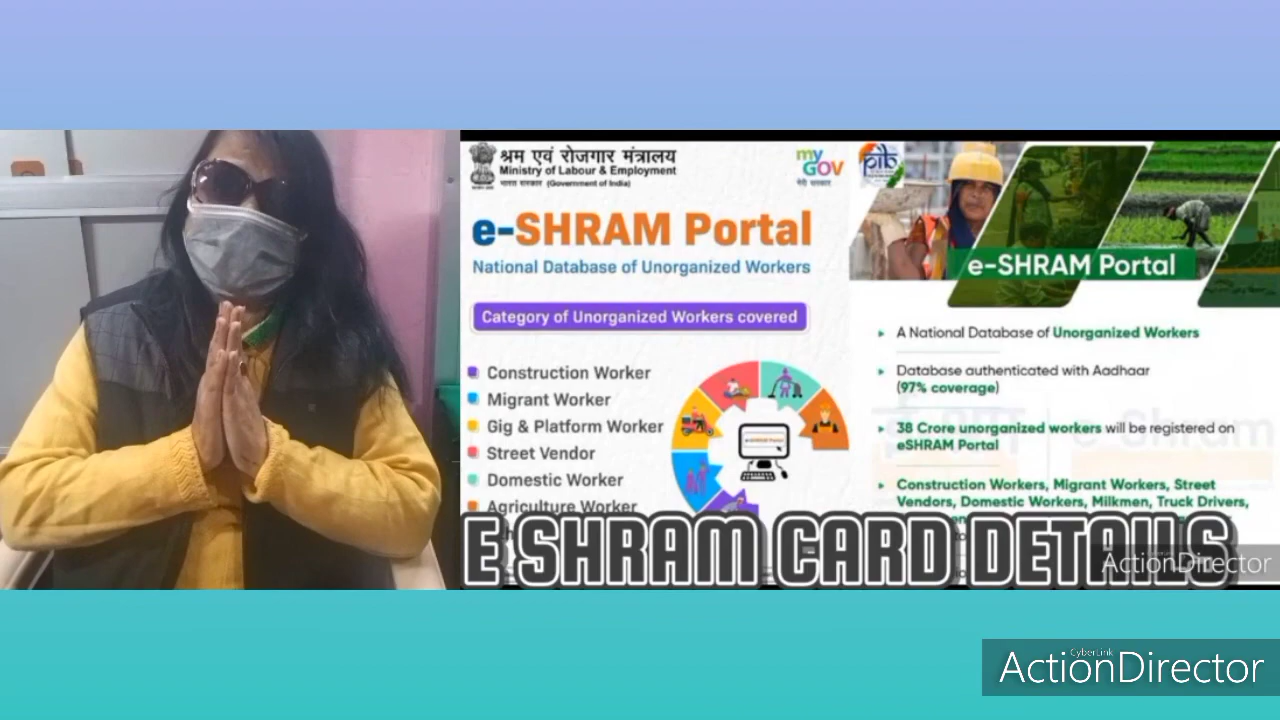 श्रम एवं रोजगार मंत्रालय
Ministry of Labour & Employment
भारत सरकार (Government of India)
my
GOV
मेरी सरकार
pib
e-SHRAM Portal
National Database of Unorganized Workers
Category of Unorganized Workers covered
Construction Worker
Migrant Worker
Gig & Platform Worker
Street Vendor
Domestic Worker
Agriculture Worker
e-SHRAM Portal
A National Database of Unorganized Workers
Database authenticated with Aadhaar
(97% coverage)
38 Crore unorganized workers will be registered on
eSHRAM Portal
Construction Workers, Migrant Workers, Street
Vendors, Domestic Workers, Milkmen, Truck Drivers,
e-Shram
E SHRAM CARD DETAILS
ActionDirector
CyberLink
ActionDirector